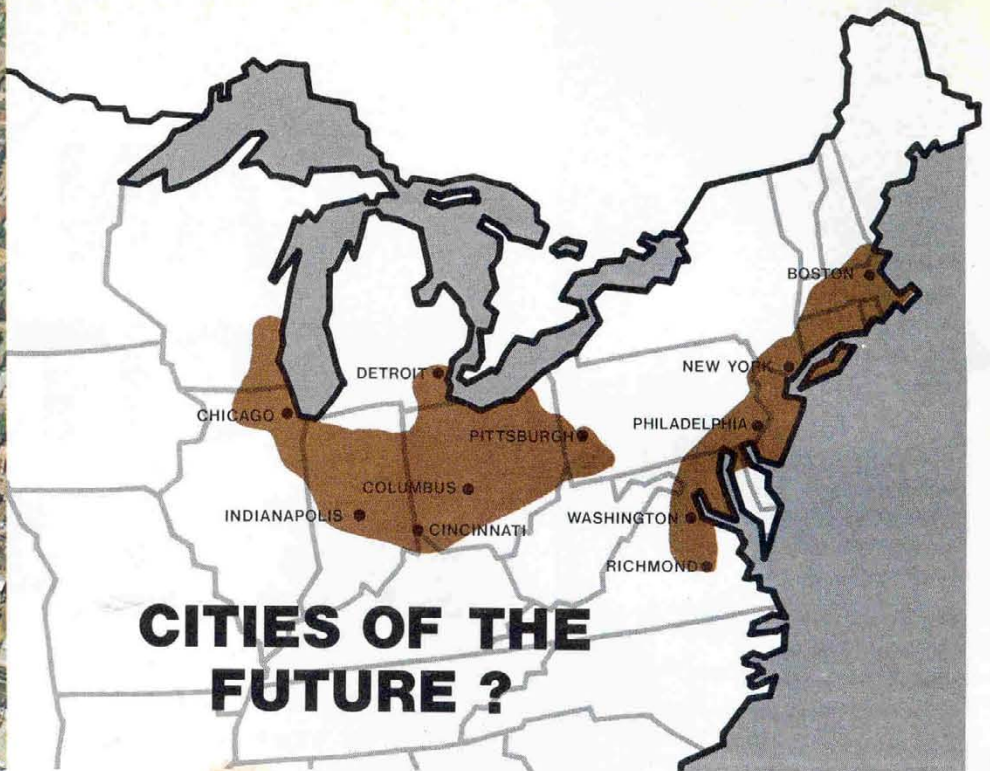 BOSTON
DETROIT
NEW YORK
CHICAGO
PITTSBURGH
PHILADELPHIA
COLUMBUS
INDIANAPOLIS
WASHINGTON
CINCINNATI
RICHMOND
CITIES OF THE
FUTURE ?